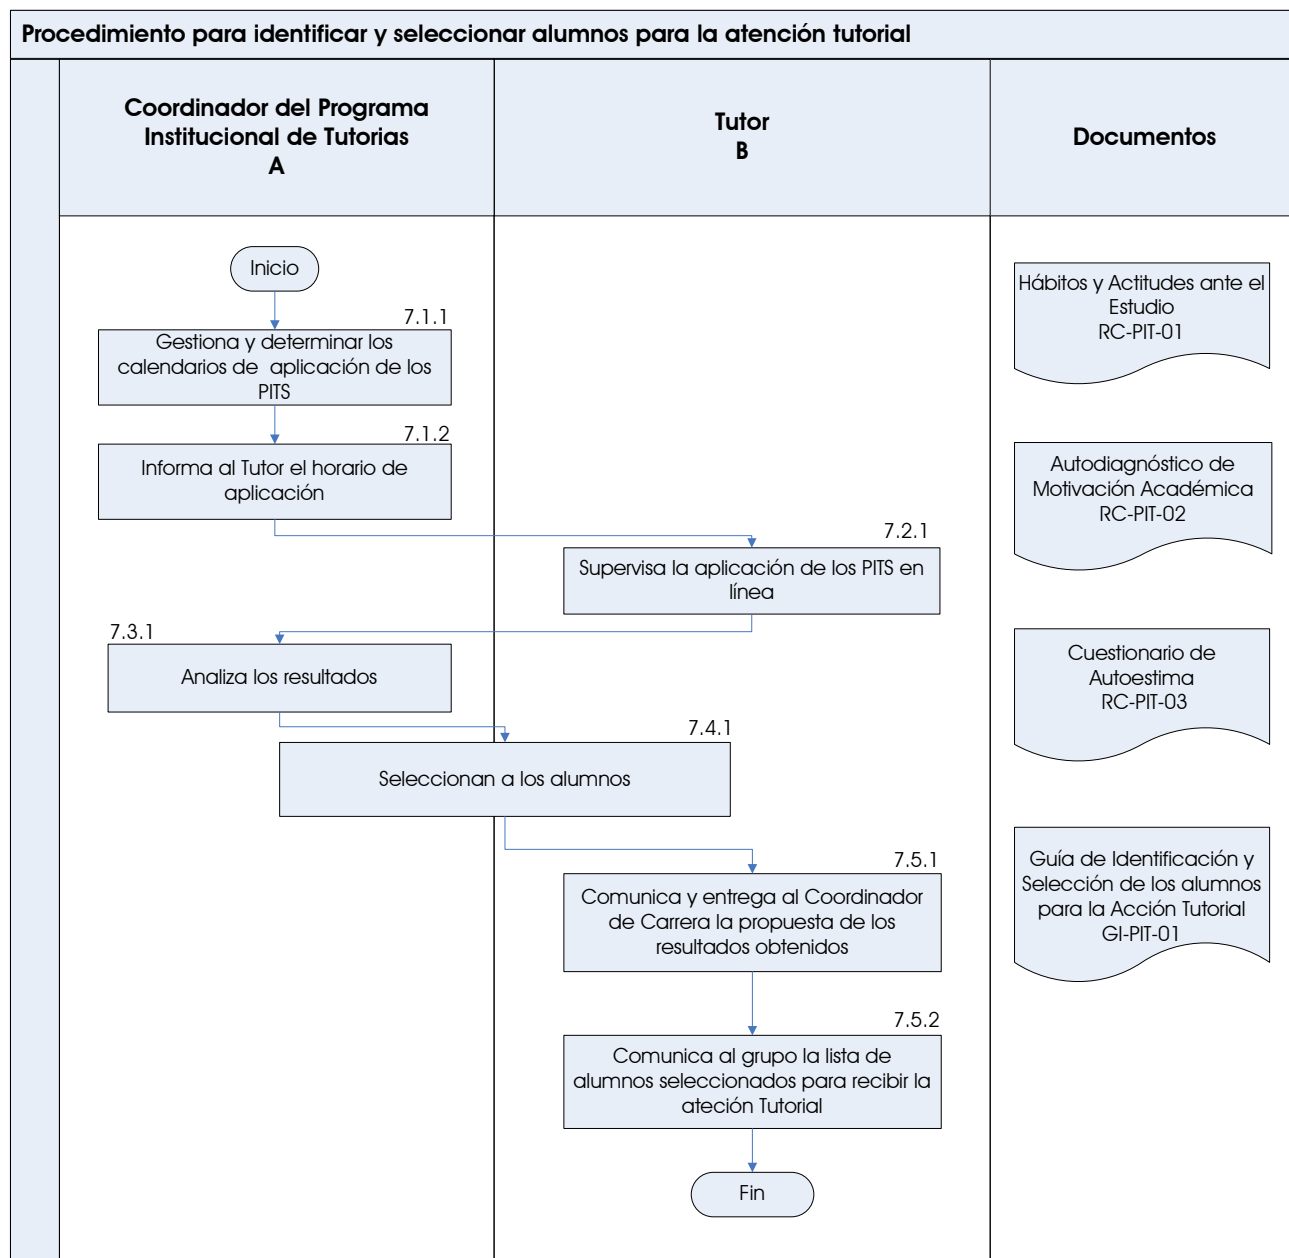 Procedimiento para identificar y seleccionar alumnos para la atención tutorial
Coordinador del Programa
Institucional de Tutorias
A
Tutor
B
Documentos
Inicio
7.1.1
Gestiona y determinar los
calendarios de aplicación de los
PITS
7.1.2
Informa al Tutor el horario de
aplicación
7.2.1
Supervisa la aplicación de los PITS en
línea
7.3.1
Analiza los resultados
7.4.1
Seleccionan a los alumnos
7.5.1
Comunica y entrega al Coordinador
de Carrera la propuesta de los
resultados obtenidos
7.5.2
Comunica al grupo la lista de
alumnos seleccionados para recibir la
ateción Tutorial
Fin
Hábitos y Actitudes ante el
Estudio
RC-PIT-01
Autodiagnóstico de
Motivación Académica
RC-PIT-02
Cuestionario de
Autoestima
RC-PIT-03
Guía de Identificación y
Selección de los alumnos
para la Acción Tutorial
GI-PIT-01